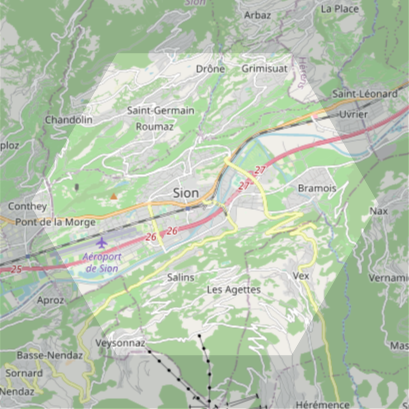 Sion
Arbaz
La Place
Drône
Grimisuat
Hérens
Saint-Léonard
Saint-Germain
Uvrier
Chandolin
Roumaz
ploz
27
27
Sion
Bramois
Conthey
Nax
Pont de la Morge
26
26
Aéroport
de Sion
25
Salins
Vex
Vernami
Les Agettes
Aproz
Veysonnaz
Mas
Basse-Nendaz
Sornard
Nendaz
Hérémence